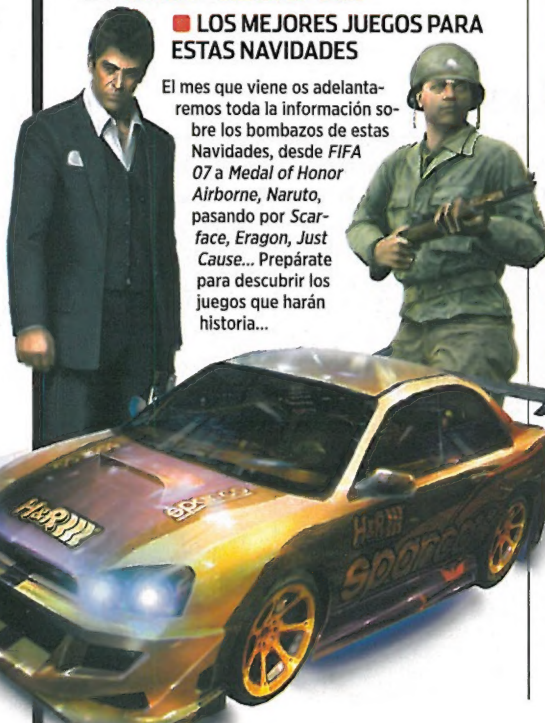 LOS MEJORES JUEGOS PARA
ESTAS NAVIDADES
El mes que viene os adelanta-
remos toda la información so-
bre los bombazos de estas
Navidades, desde FIFA
07 a Medal of Honor
Airborne, Naruto,
pasando por Scar-
face, Eragon, Just
Cause... Prepárate
para descubrir los
juegos que harán
historia...
H&R
sparco
H&R
sparco